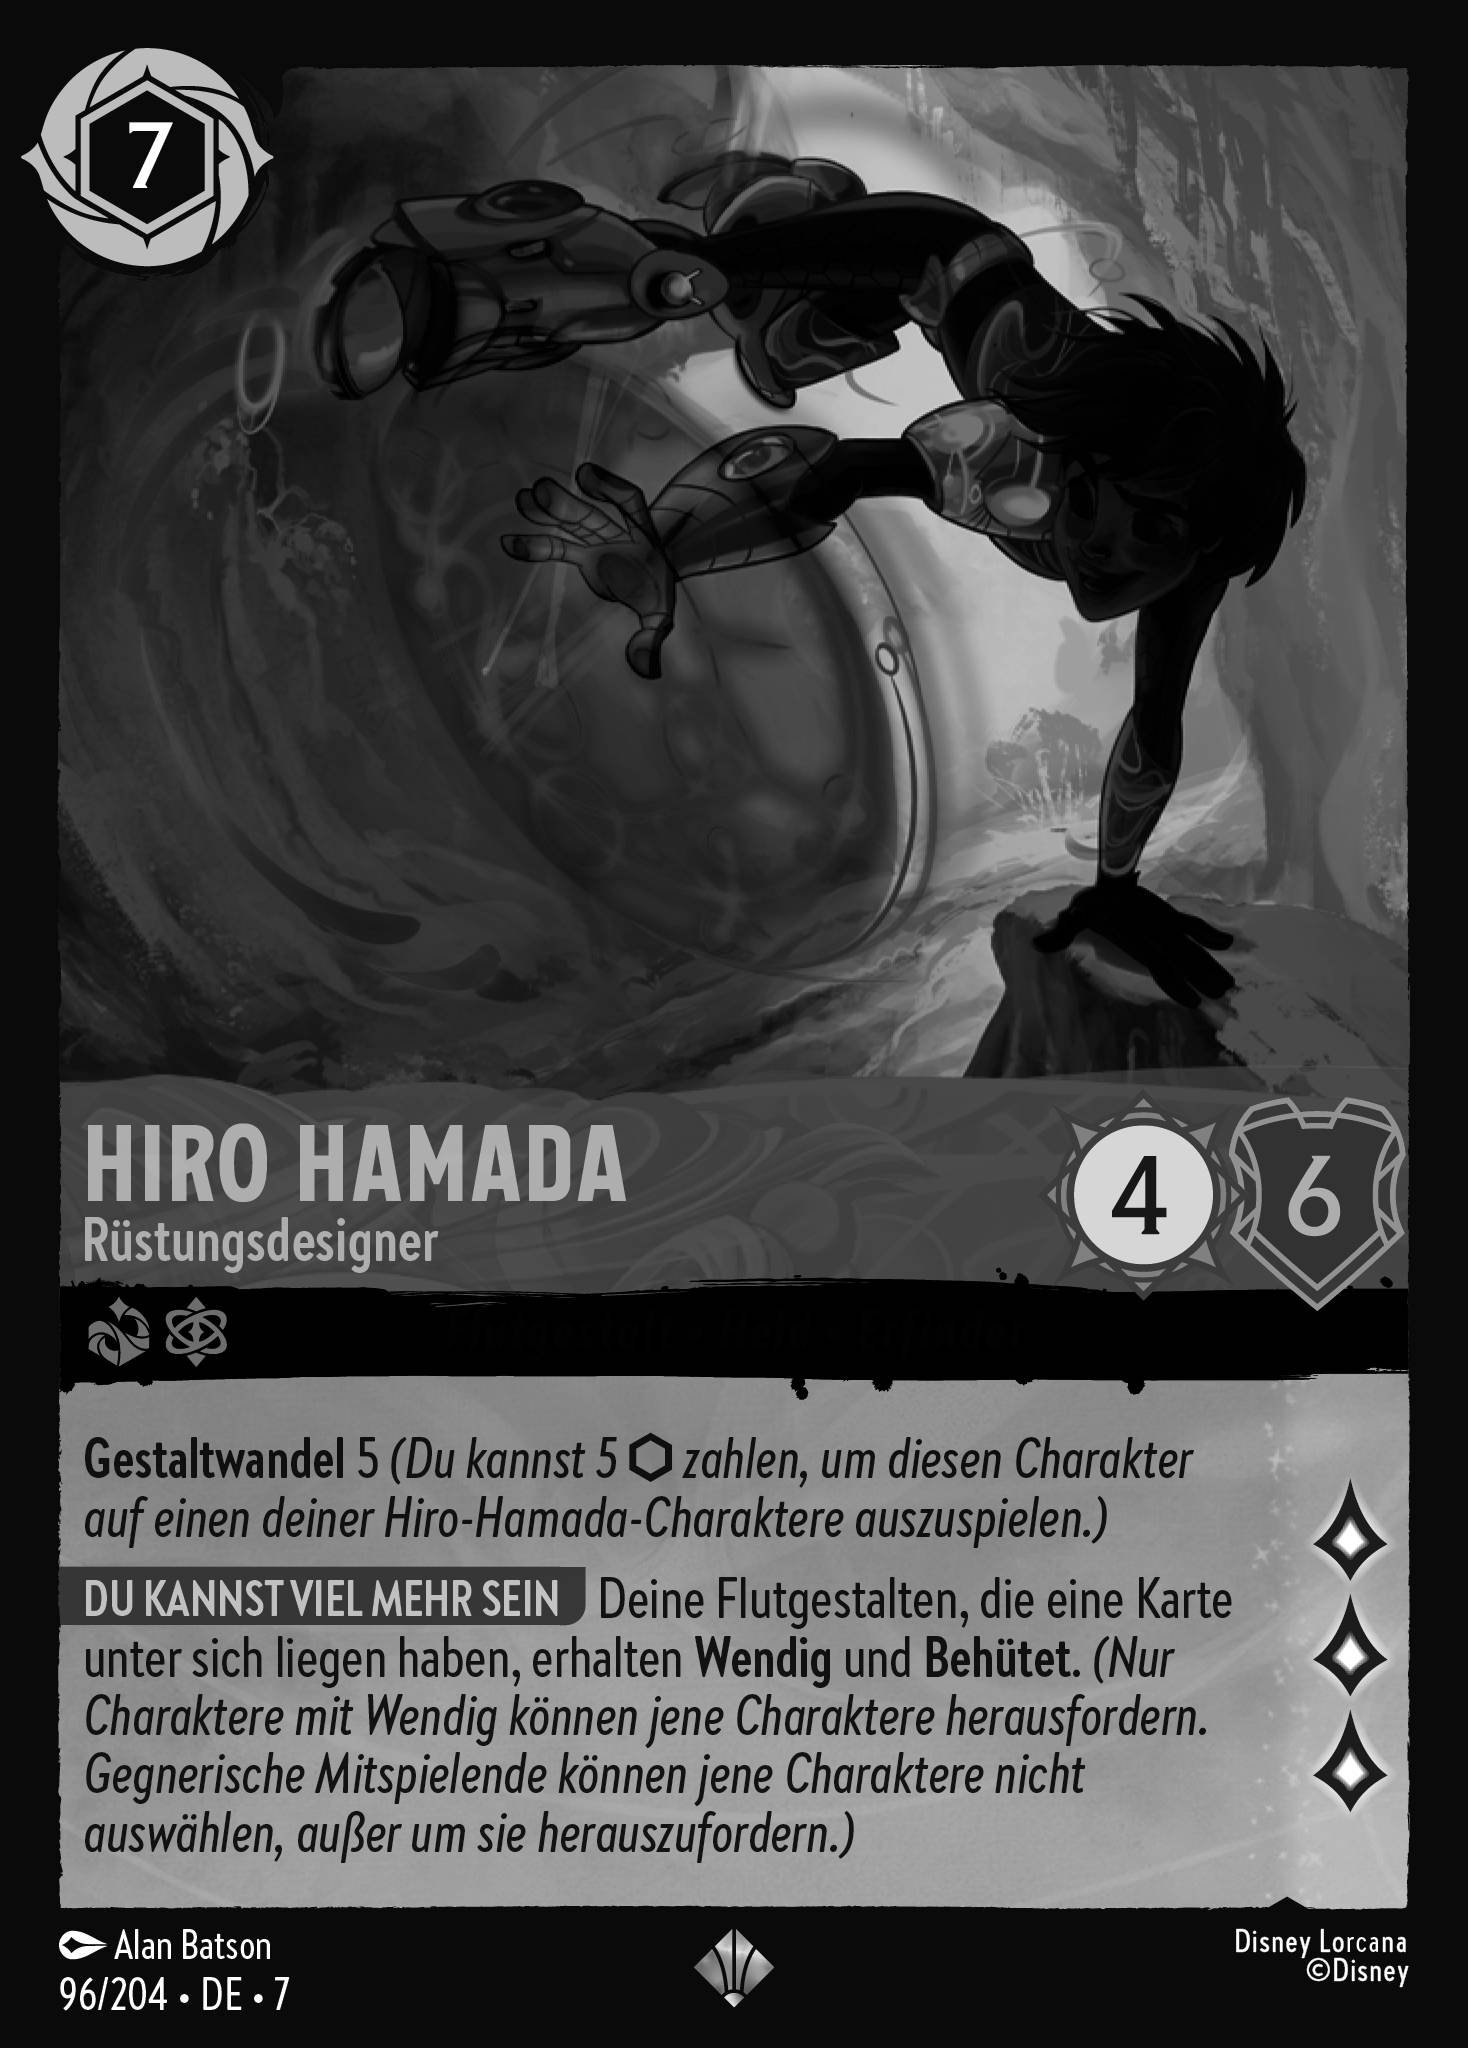 7
HIRO HAMADA
Rüstungsdesigner
4
6
Flutgestalt • Held • Erfinder
Gestaltwandel 5 (Du kannst 5 zahlen, um diesen Charakter
auf einen deiner Hiro-Hamada-Charaktere auszuspielen.)
DU KANNST VIEL MEHR SEIN Deine Flutgestalten, die eine Karte
unter sich liegen haben, erhalten Wendig und Behütet. (Nur
Charaktere mit Wendig können jene Charaktere herausfordern.
Gegnerische Mitspielende können jene Charaktere nicht
auswählen, außer um sie herauszufordern.)
Alan Batson
96/204 • DE • 7
Disney Lorcana
©Disney